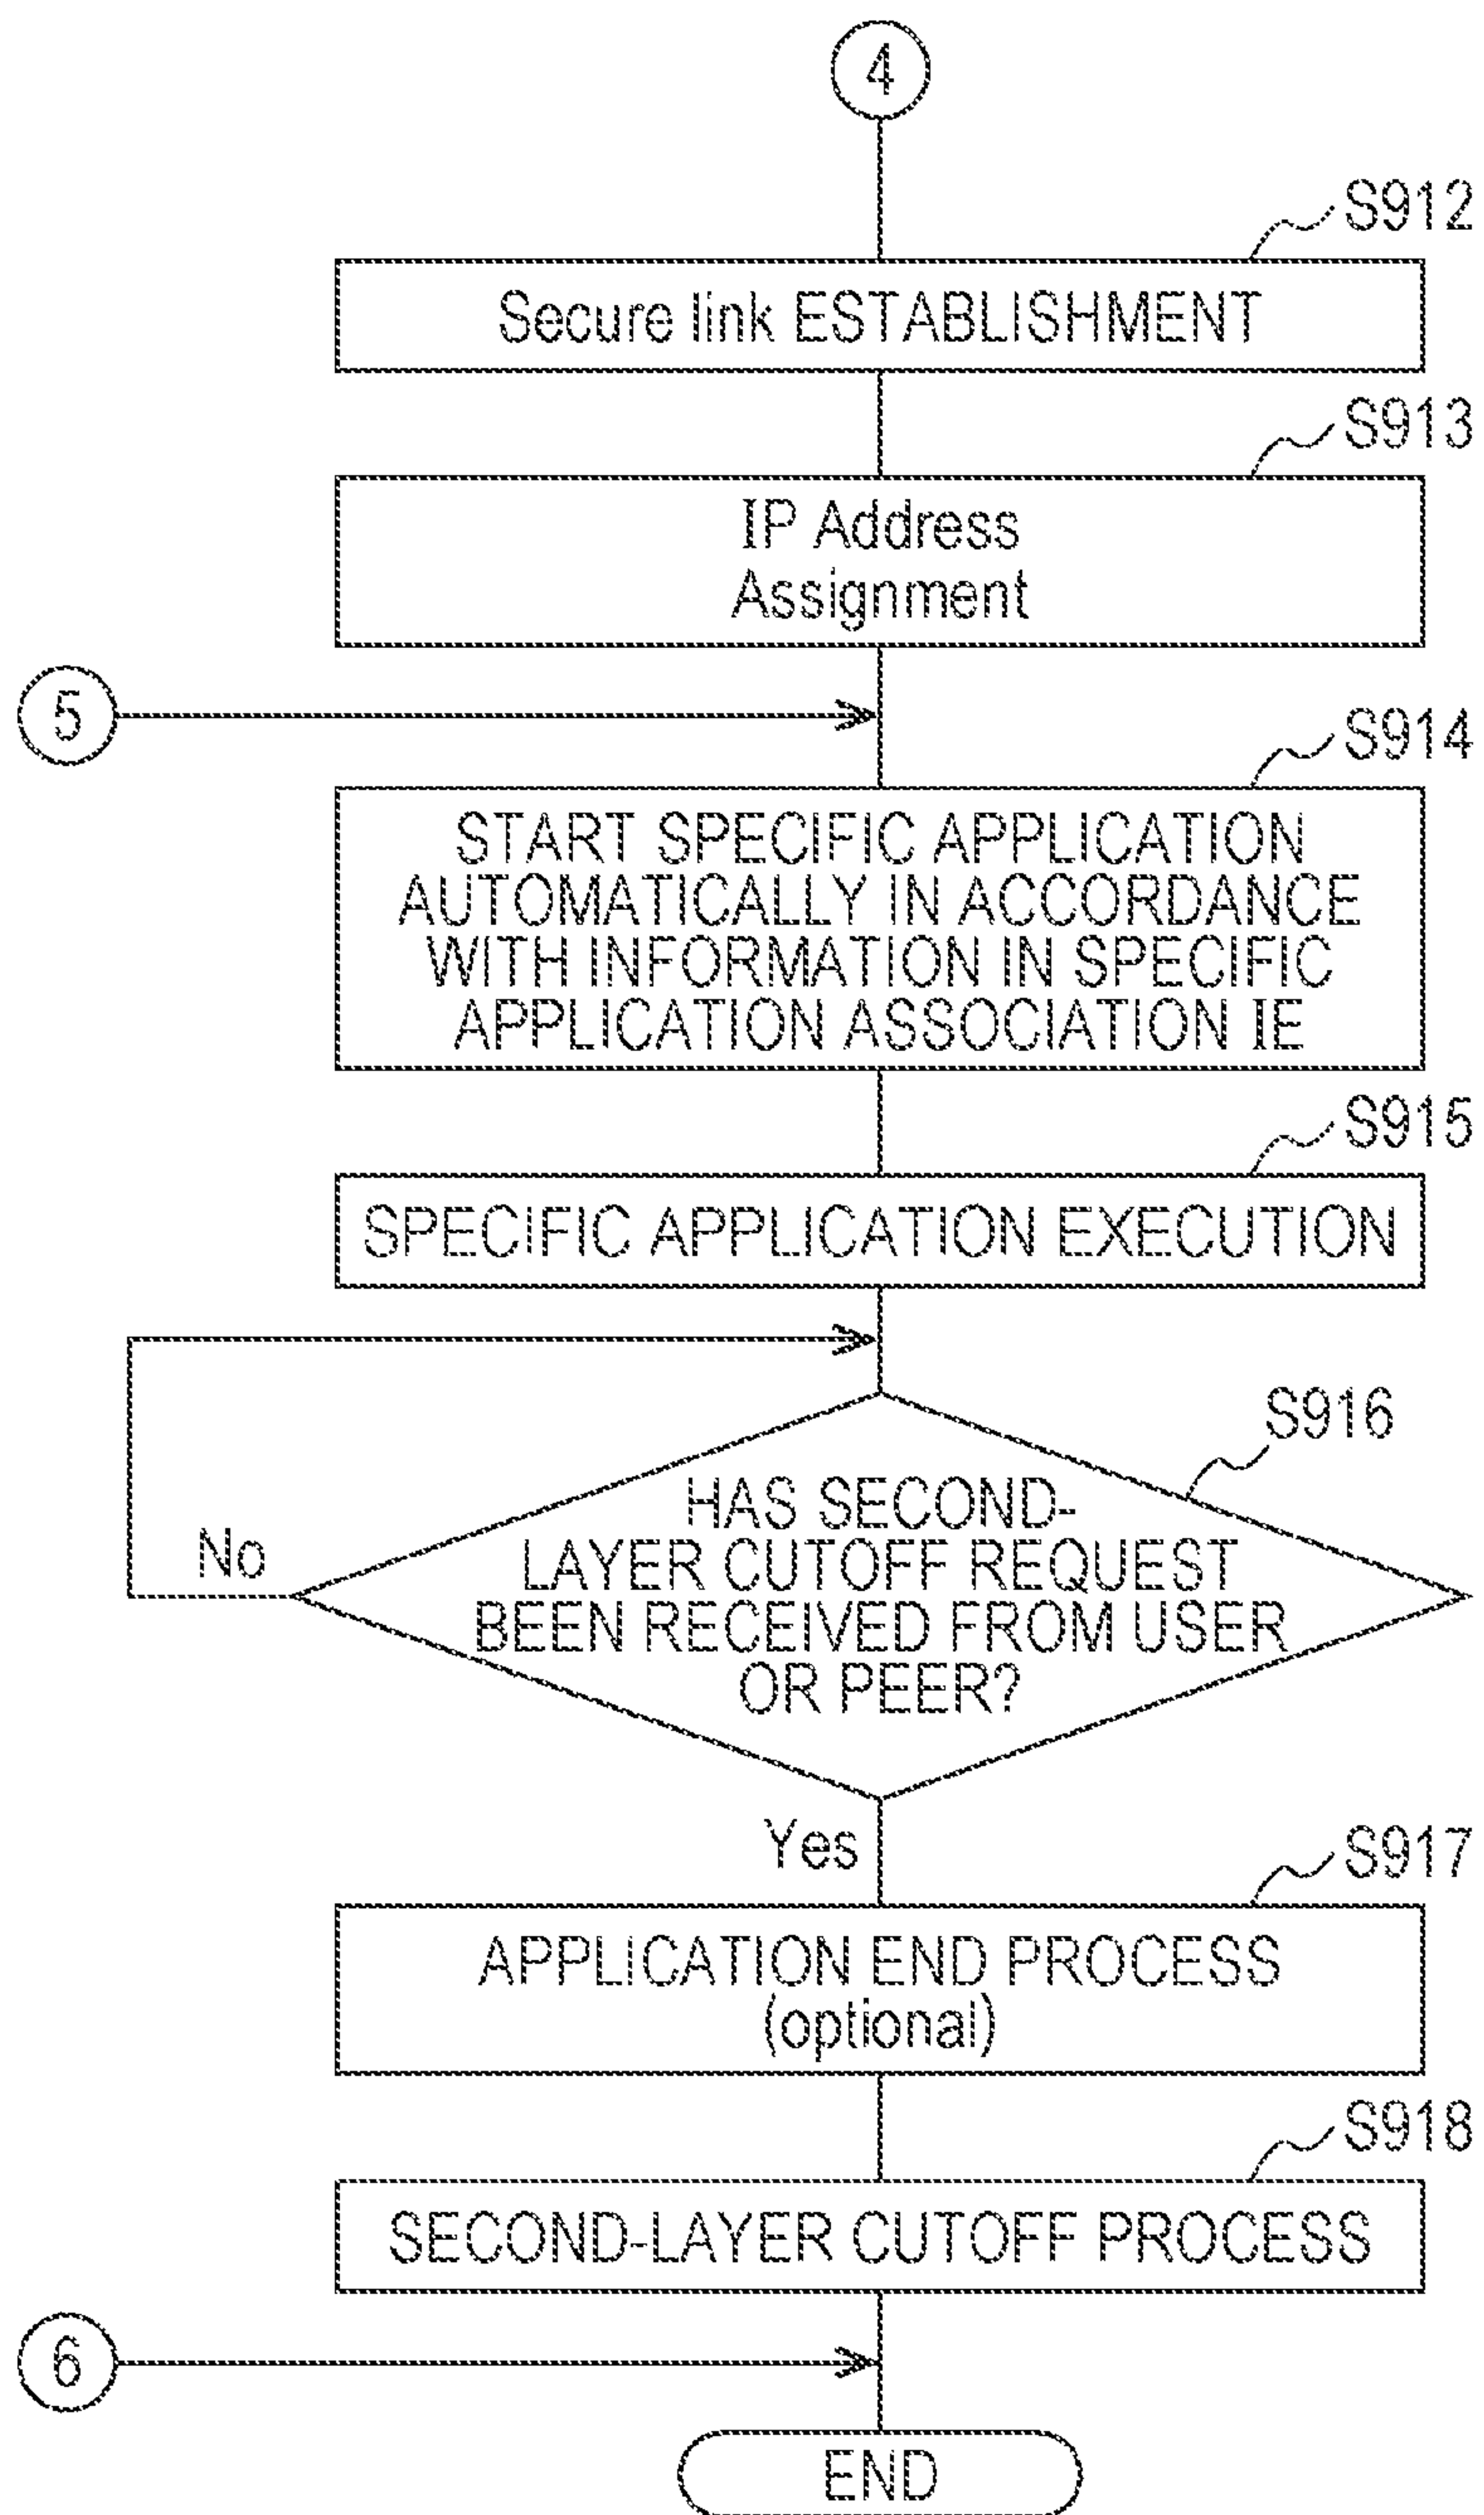 4
S912
Secure link ESTABLISHMENT
S913
IP Address
Assignment
5
S914
START SPECIFIC APPLICATION
AUTOMATICALLY IN ACCORDANCE
WITH INFORMATION IN SPECIFIC
APPLICATION ASSOCIATION IE
S915
SPECIFIC APPLICATION EXECUTION
S916
HAS SECOND-
LAYER CUTOFF REQUEST
BEEN RECEIVED FROM USER
OR PEER?
No
Yes
S917
APPLICATION END PROCESS
(optional)
S918
SECOND-LAYER CUTOFF PROCESS
6
END